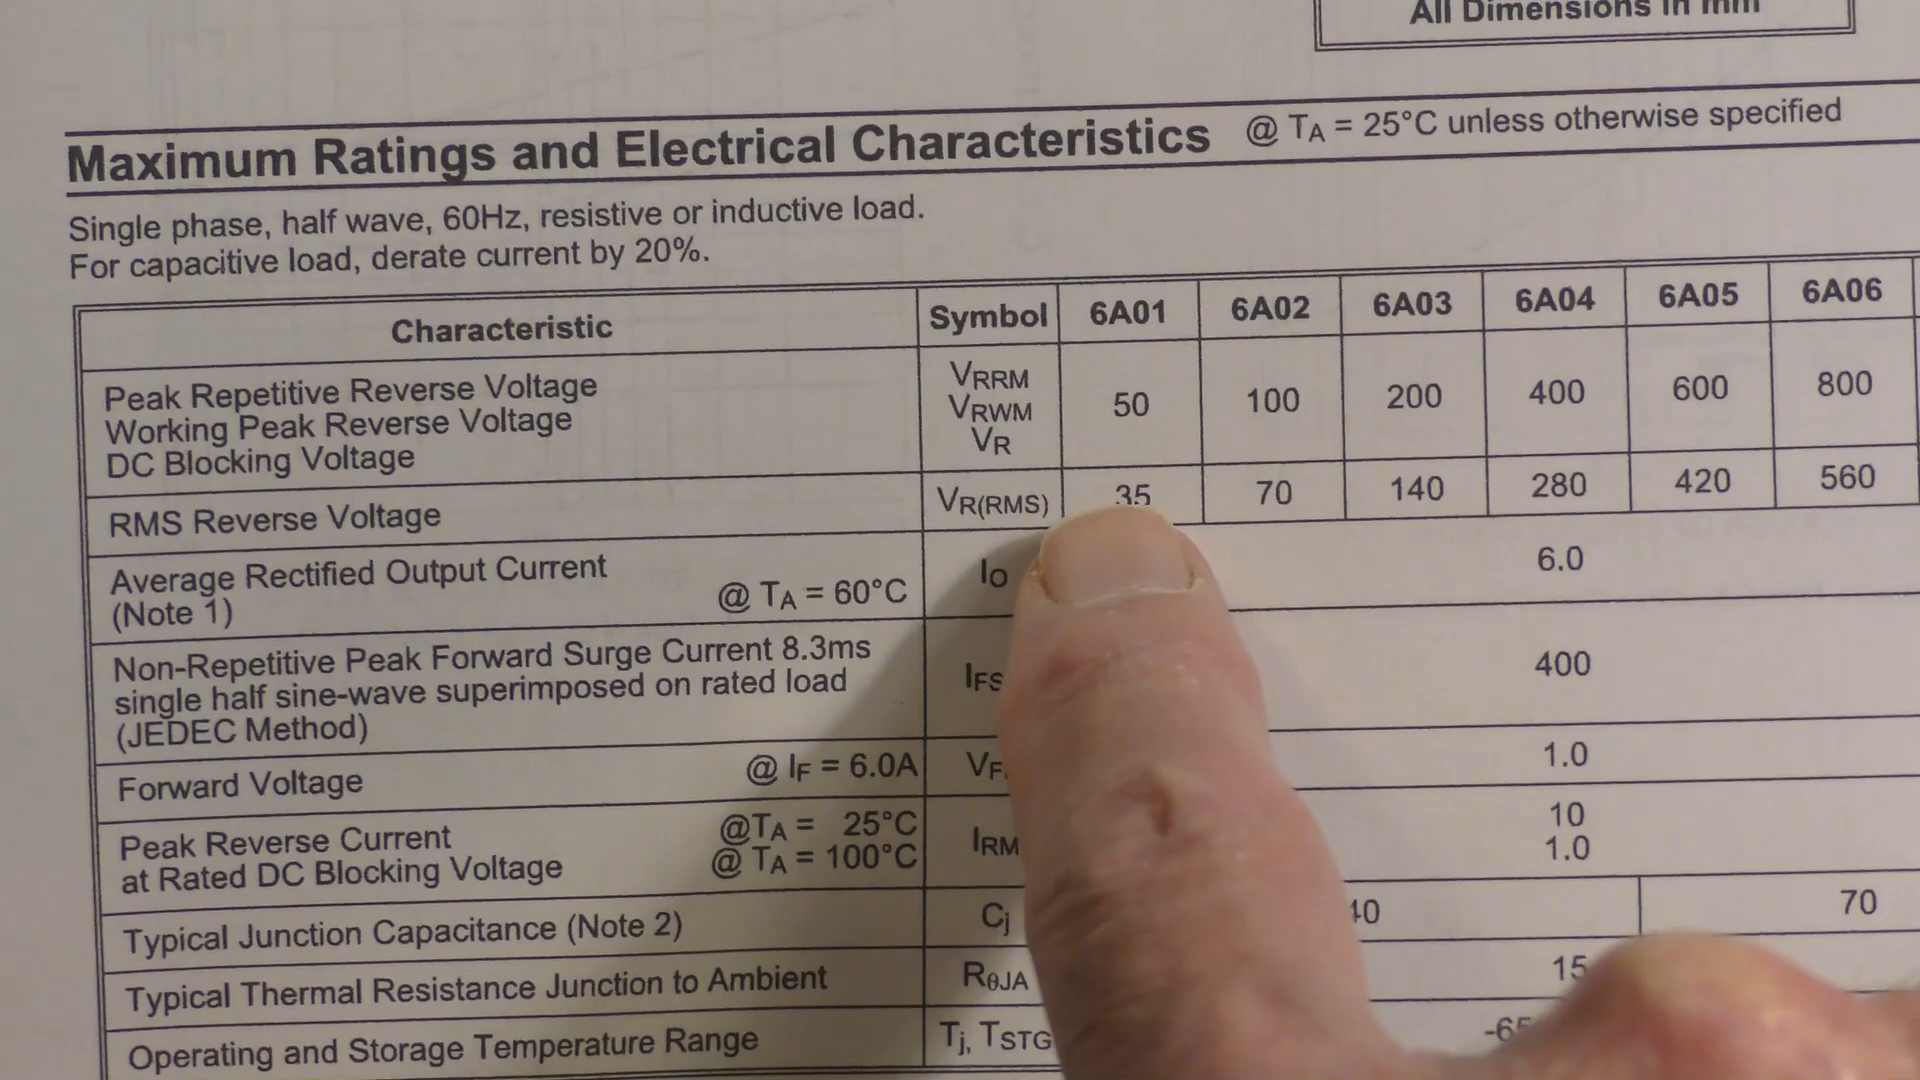 All Dimensions in mm
Maximum Ratings and Electrical Characteristics @ TA = 25°C unless otherwise specified
Single phase, half wave, 60Hz, resistive or inductive load.
For capacitive load, derate current by 20%.
Characteristic Symbol 6A01 6A02 6A03 6A04 6A05 6A06
Peak Repetitive Reverse Voltage VRRM
Working Peak Reverse Voltage VRWM 50 100 200 400 600 800
DC Blocking Voltage VR
RMS Reverse Voltage VR(RMS) 35 70 140 280 420 560
Average Rectified Output Current
(Note 1) @ TA = 60°C IO 6.0
Non-Repetitive Peak Forward Surge Current 8.3ms
single half sine-wave superimposed on rated load IFS 400
(JEDEC Method)
Forward Voltage @ IF = 6.0A VF 1.0
Peak Reverse Current @TA = 25°C IRM 10
at Rated DC Blocking Voltage @ TA = 100°C 1.0
Typical Junction Capacitance (Note 2) Cj 70
Typical Thermal Resistance Junction to Ambient RθJA 15
Operating and Storage Temperature Range Tj, TSTG -65